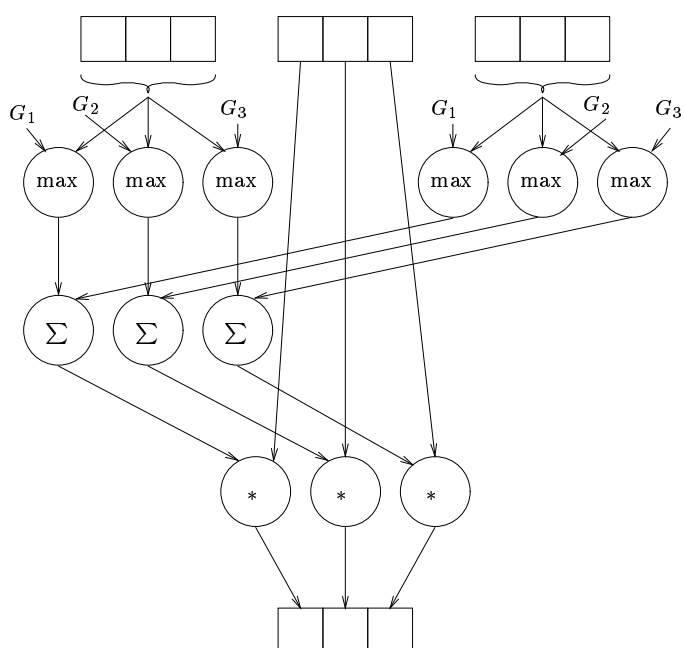 G₁ G₂ G₃ G₁ G₂ G₃
max max max max max max
∑ ∑ ∑
* * *